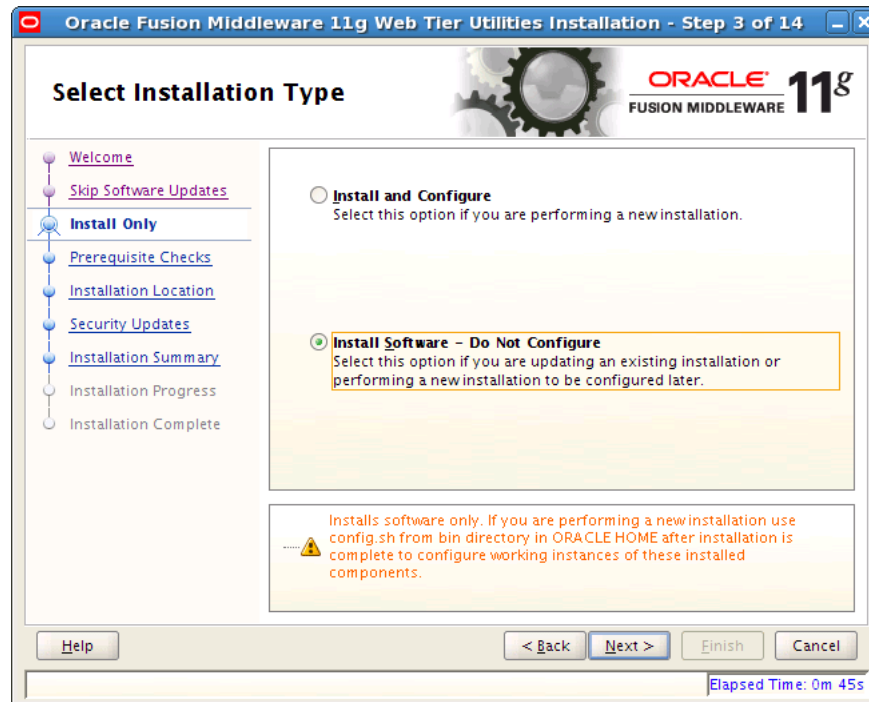 Oracle Fusion Middleware 11g Web Tier Utilities Installation - Step 3 of 14
Select Installation Type
ORACLE
FUSION MIDDLEWARE
11g
Welcome
Skip Software Updates
Install Only
Prerequisite Checks
Installation Location
Security Updates
Installation Summary
Installation Progress
Installation Complete
Install and Configure
Select this option if you are performing a new installation.
Install Software - Do Not Configure
Select this option if you are updating an existing installation or
performing a new installation to be configured later.
Installs software only. If you are performing a new installation use
config.sh from bin directory in ORACLE HOME after installation is
complete to configure working instances of these installed
components.
Help
< Back
Next >
Finish
Cancel
Elapsed Time: 0m 45s